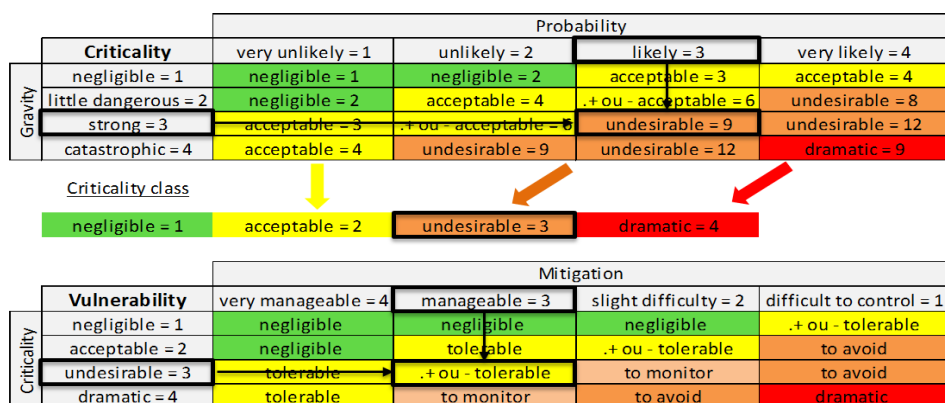 Probability
Criticality very unlikely = 1 unlikely = 2 likely = 3 very likely = 4
Gravity
negligible = 1 negligible = 1 negligible = 2 acceptable = 3 acceptable = 4
little dangerous = 2 negligible = 2 acceptable = 4 .+ ou - acceptable = 6 undesirable = 8
strong = 3 acceptable = 3 .+ ou - acceptable = 6 undesirable = 9 undesirable = 12
catastrophic = 4 acceptable = 4 undesirable = 9 undesirable = 12 dramatic = 9
Criticality class
negligible = 1 acceptable = 2 undesirable = 3 dramatic = 4
Mitigation
Vulnerability very manageable = 4 manageable = 3 slight difficulty = 2 difficult to control = 1
Criticality
negligible = 1 negligible negligible negligible .+ ou - tolerable
acceptable = 2 negligible tolerable .+ ou - tolerable to avoid
undesirable = 3 tolerable .+ ou - tolerable to monitor to avoid
dramatic = 4 tolerable to monitor to avoid dramatic